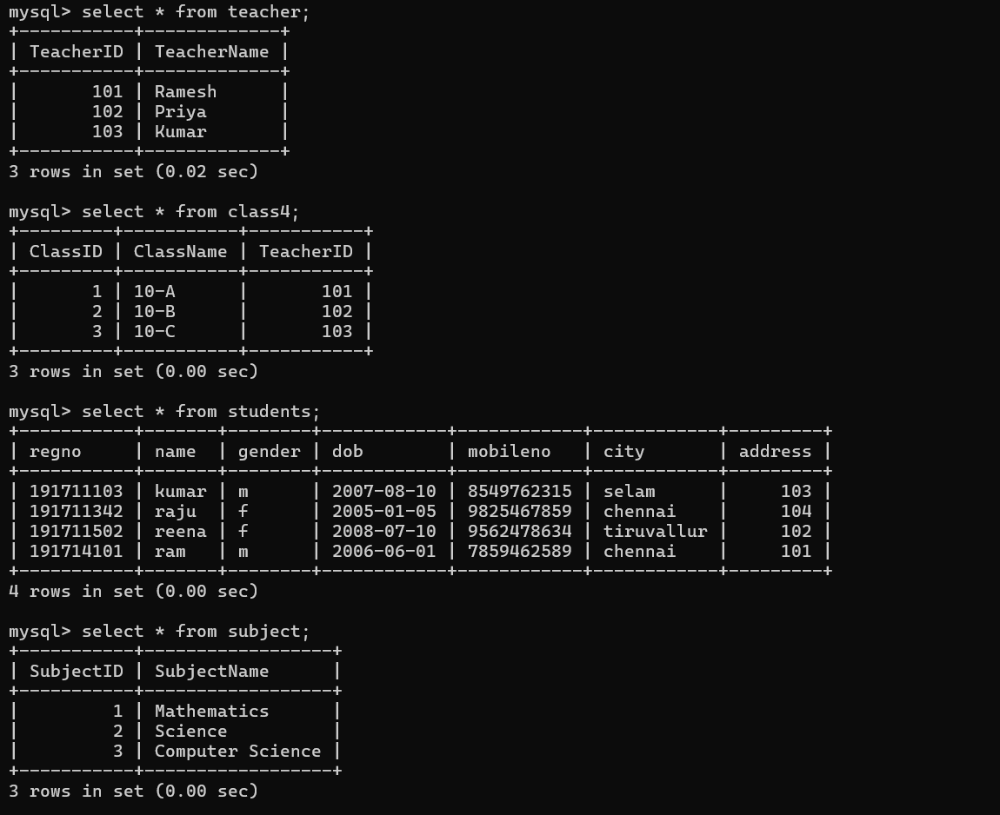 mysql> select * from teacher;
+-----------+-------------+
| TeacherID | TeacherName |
+-----------+-------------+
|       101 | Ramesh      |
|       102 | Priya       |
|       103 | Kumar       |
+-----------+-------------+
3 rows in set (0.02 sec)

mysql> select * from class4;
+---------+-----------+-----------+
| ClassID | ClassName | TeacherID |
+---------+-----------+-----------+
|       1 | 10-A      |       101 |
|       2 | 10-B      |       102 |
|       3 | 10-C      |       103 |
+---------+-----------+-----------+
3 rows in set (0.00 sec)

mysql> select * from students;
+-----------+-------+--------+------------+------------+------------+---------+
| regno     | name  | gender | dob        | mobileno   | city       | address |
+-----------+-------+--------+------------+------------+------------+---------+
| 191711103 | kumar | m      | 2007-08-10 | 8549762315 | selam      |     103 |
| 191711342 | raju  | f      | 2005-01-05 | 9825467859 | chennai    |     104 |
| 191711502 | reena | f      | 2008-07-10 | 9562478634 | tiruvallur |     102 |
| 191714101 | ram   | m      | 2006-06-01 | 7859462589 | chennai    |     101 |
+-----------+-------+--------+------------+------------+------------+---------+
4 rows in set (0.00 sec)

mysql> select * from subject;
+-----------+------------------+
| SubjectID | SubjectName      |
+-----------+------------------+
|         1 | Mathematics      |
|         2 | Science          |
|         3 | Computer Science |
+-----------+------------------+
3 rows in set (0.00 sec)